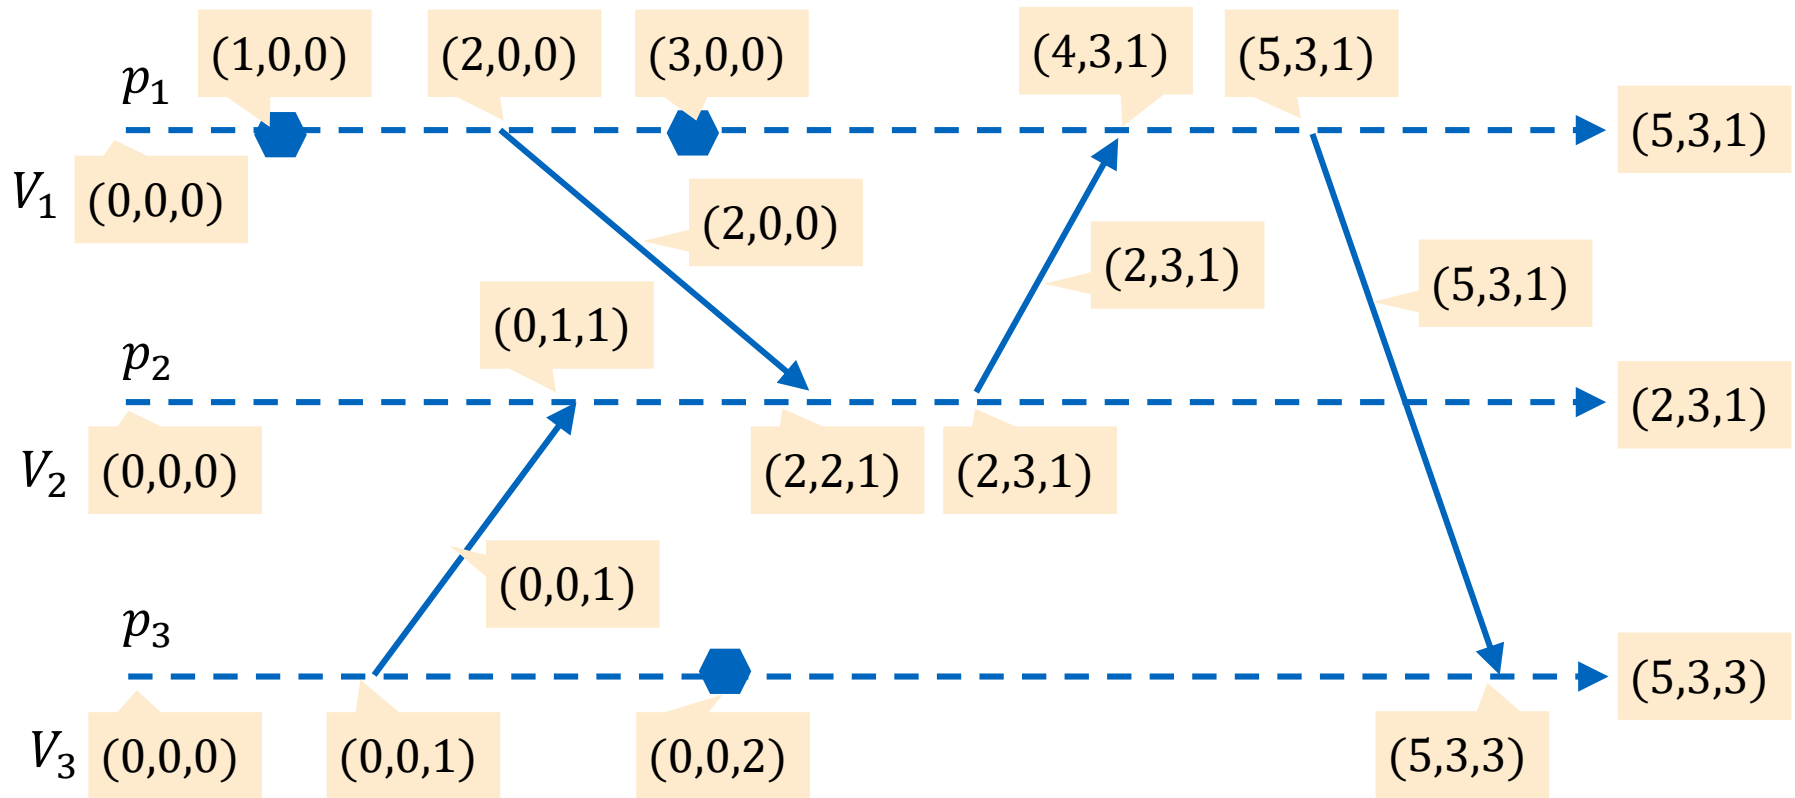 (1,0,0) (2,0,0) (3,0,0) (4,3,1) (5,3,1)
p₁
(5,3,1)
V₁ (0,0,0)
(2,0,0)
(2,3,1)
(5,3,1)
(0,1,1)
p₂
(2,3,1)
V₂ (0,0,0) (2,2,1) (2,3,1)
(0,0,1)
p₃
(5,3,3)
V₃ (0,0,0) (0,0,1) (0,0,2) (5,3,3)